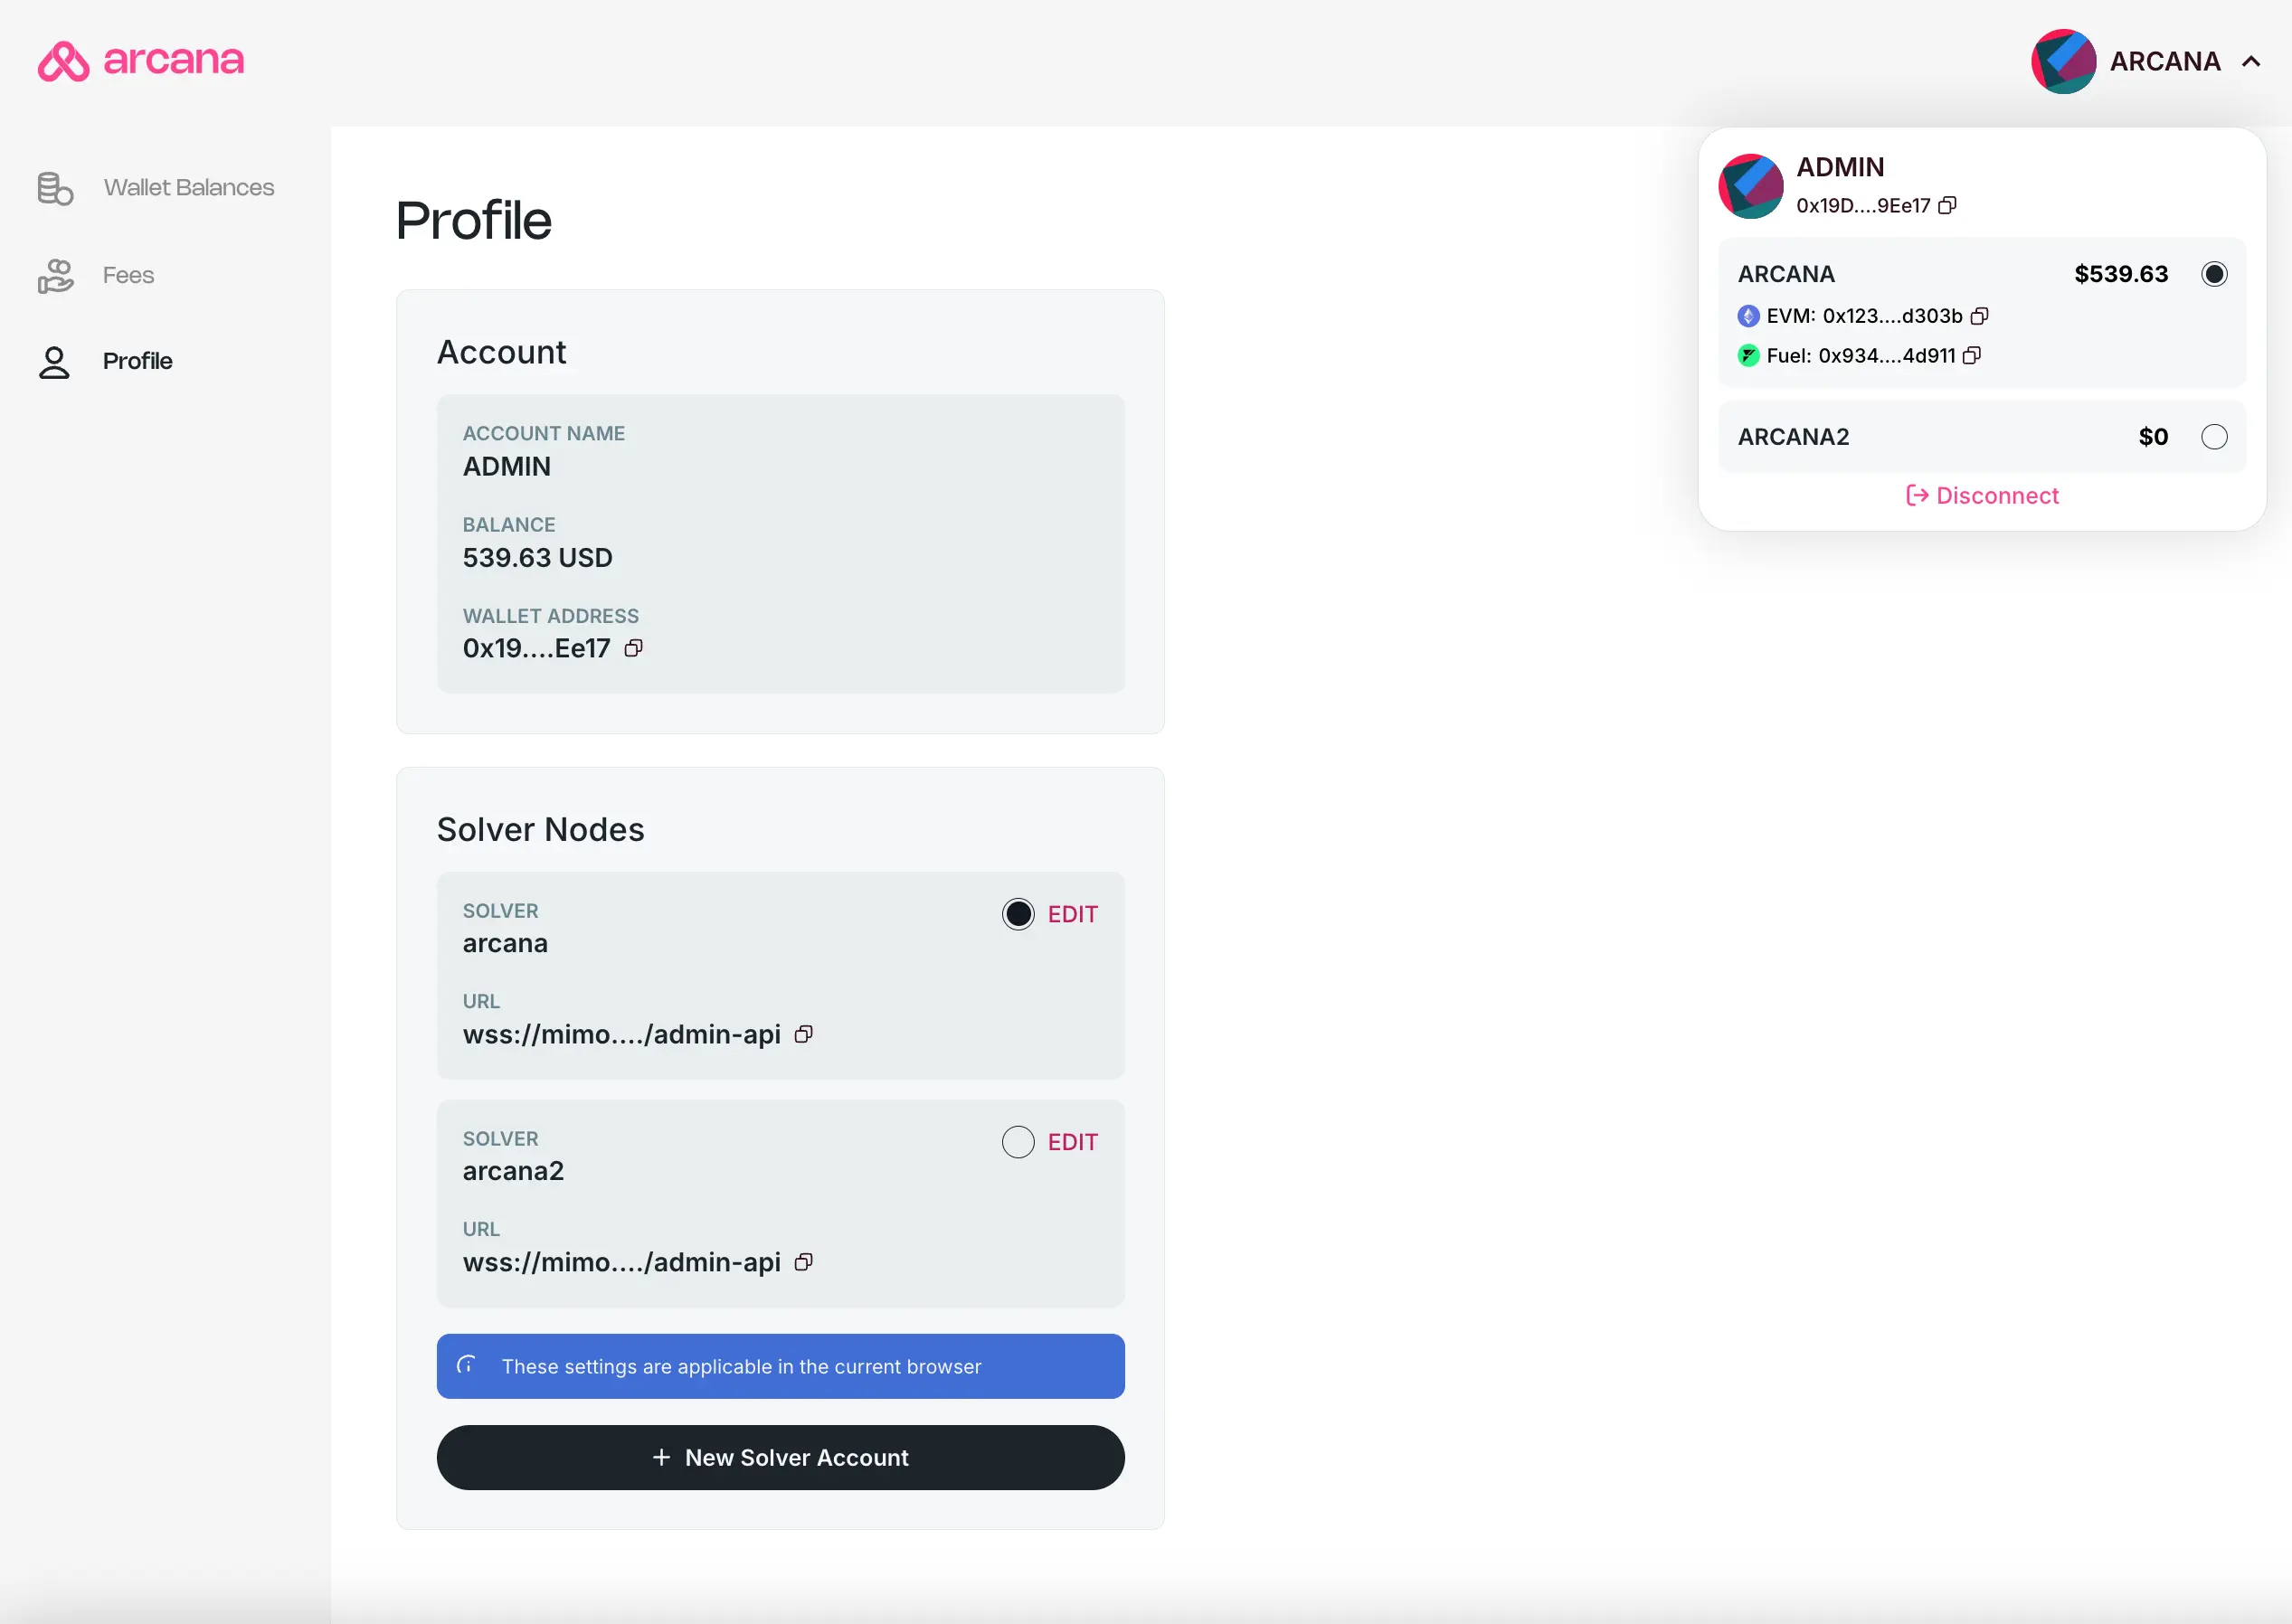 arcana
ARCANA
Wallet Balances
Fees
Profile
Profile
Account
ACCOUNT NAME
ADMIN
BALANCE
539.63 USD
WALLET ADDRESS
0x19....Ee17
Solver Nodes
SOLVER
arcana
EDIT
URL
wss://mimo..../admin-api
SOLVER
arcana2
EDIT
URL
wss://mimo..../admin-api
These settings are applicable in the current browser
+ New Solver Account
ADMIN
0x19D....9Ee17
ARCANA $539.63
EVM: 0x123....d303b
Fuel: 0x934....4d911
ARCANA2 $0
Disconnect